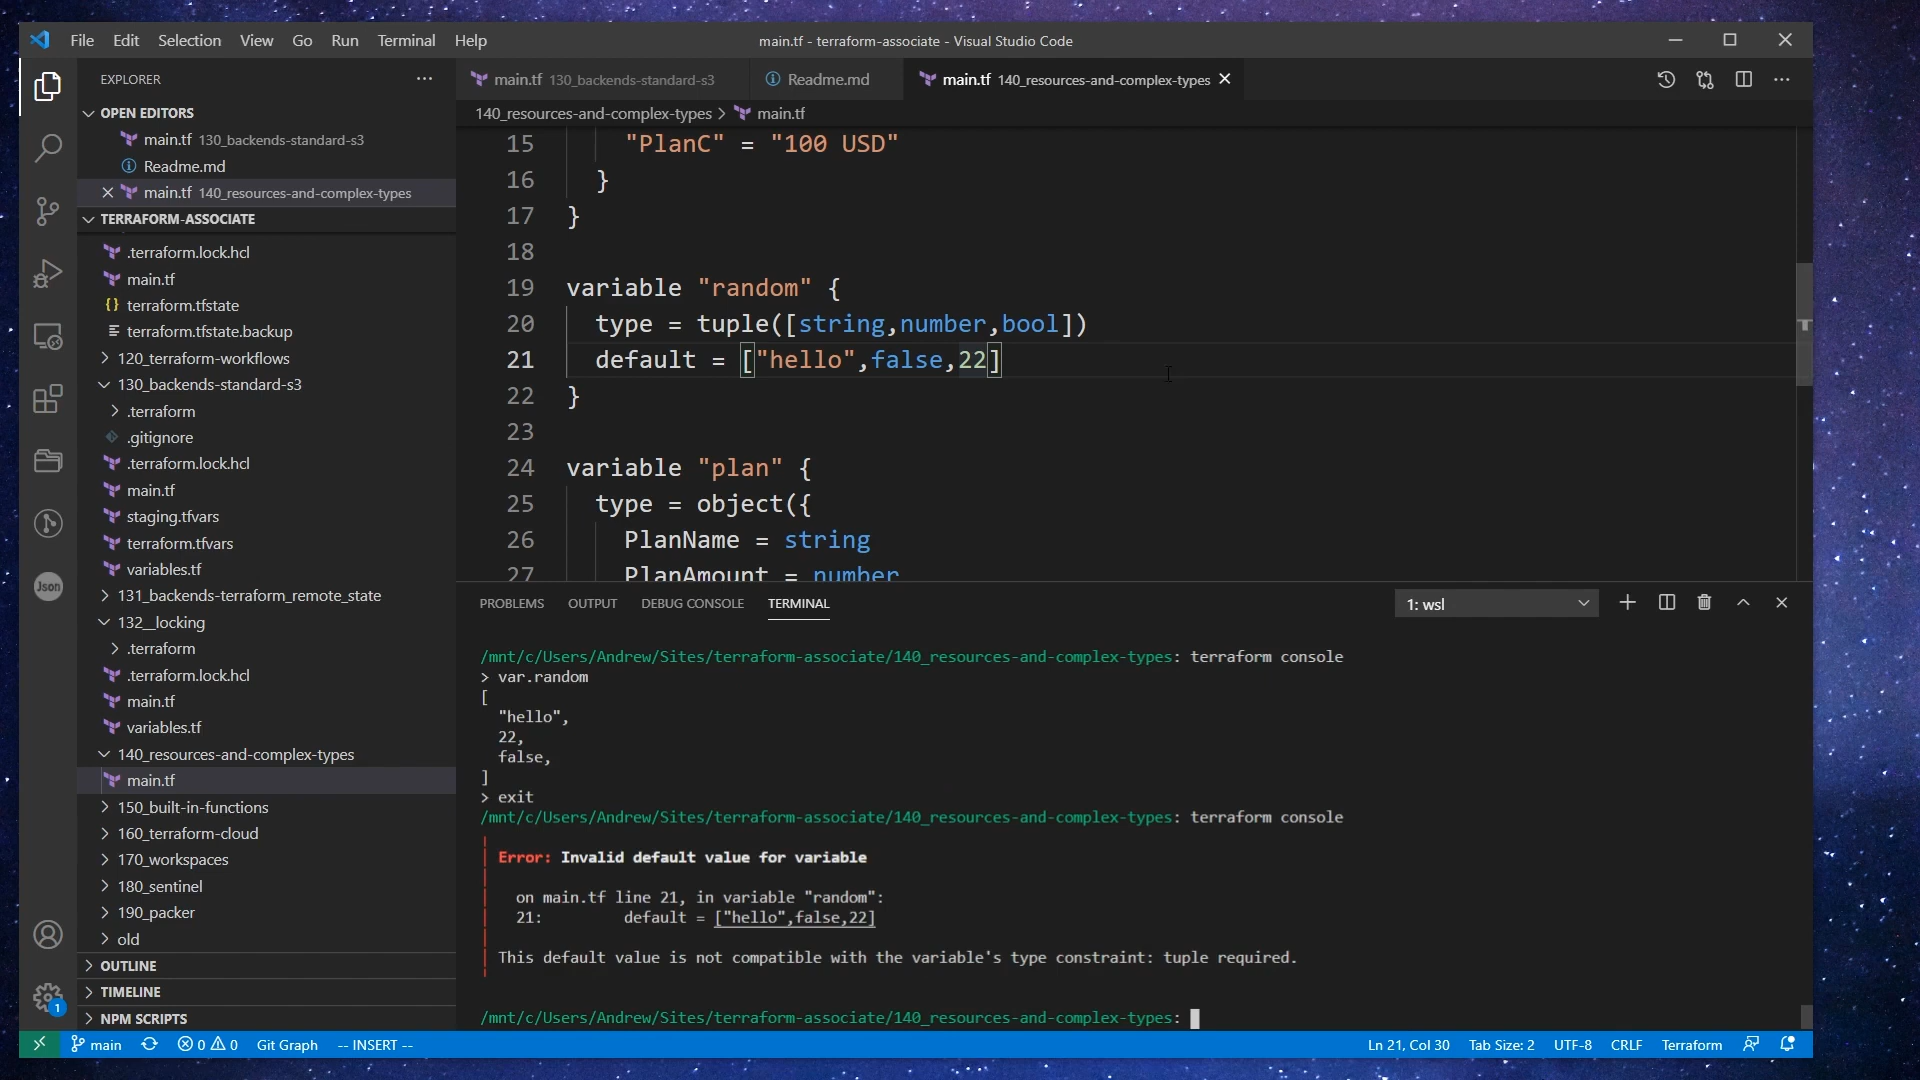 File Edit Selection View Go Run Terminal Help
main.tf - terraform-associate - Visual Studio Code
EXPLORER
OPEN EDITORS
main.tf 130_backends-standard-s3
Readme.md
main.tf 140_resources-and-complex-types
TERRAFORM-ASSOCIATE
.terraform.lock.hcl
main.tf
terraform.tfstate
terraform.tfstate.backup
120_terraform-workflows
130_backends-standard-s3
.terraform
.gitignore
.terraform.lock.hcl
main.tf
staging.tfvars
terraform.tfvars
variables.tf
131_backends-terraform_remote_state
132__locking
.terraform
.terraform.lock.hcl
main.tf
variables.tf
140_resources-and-complex-types
main.tf
150_built-in-functions
160_terraform-cloud
170_workspaces
180_sentinel
190_packer
old
OUTLINE
TIMELINE
NPM SCRIPTS
Json
1
main.tf 130_backends-standard-s3
Readme.md
main.tf 140_resources-and-complex-types
140_resources-and-complex-types > main.tf
15 "PlanC" = "100 USD"
16 }
17 }
18
19 variable "random" {
20 type = tuple([string,number,bool])
21 default = ["hello",false,22]
22 }
23
24 variable "plan" {
25 type = object({
26 PlanName = string
27 PlanAmount = number
PROBLEMS OUTPUT DEBUG CONSOLE TERMINAL
1: wsl
/mnt/c/Users/Andrew/Sites/terraform-associate/140_resources-and-complex-types: terraform console
> var.random
[
"hello",
22,
false,
]
> exit
/mnt/c/Users/Andrew/Sites/terraform-associate/140_resources-and-complex-types: terraform console
Error: Invalid default value for variable
on main.tf line 21, in variable "random":
21: default = ["hello",false,22]
This default value is not compatible with the variable's type constraint: tuple required.
/mnt/c/Users/Andrew/Sites/terraform-associate/140_resources-and-complex-types:
main 0 0 Git Graph -- INSERT --
Ln 21, Col 30 Tab Size: 2 UTF-8 CRLF Terraform